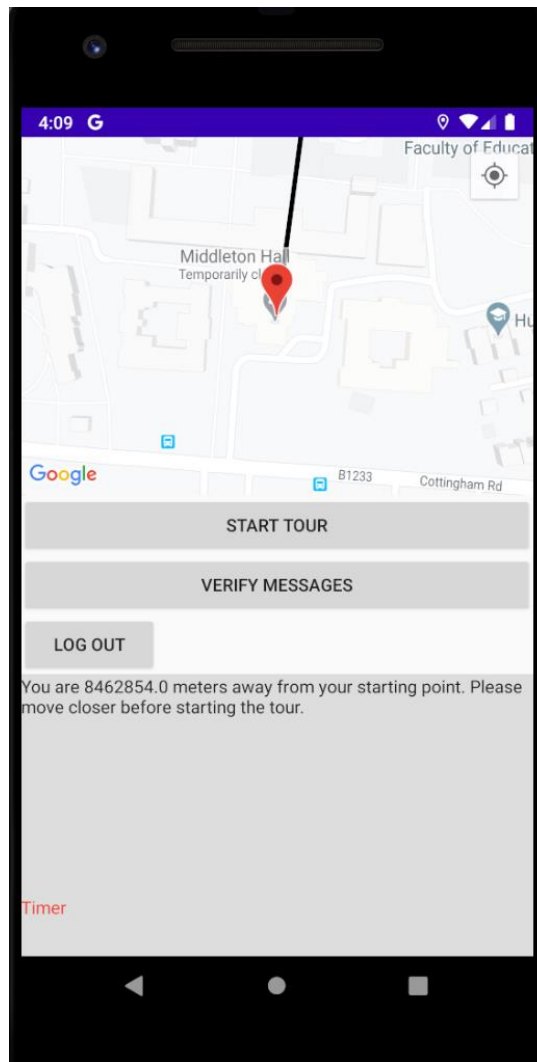 4:09 G
Faculty of Educat
Middleton Hall
Temporarily cl
Hu
Google
B1233
Cottingham Rd
START TOUR
VERIFY MESSAGES
LOG OUT
You are 8462854.0 meters away from your starting point. Please
move closer before starting the tour.
Timer